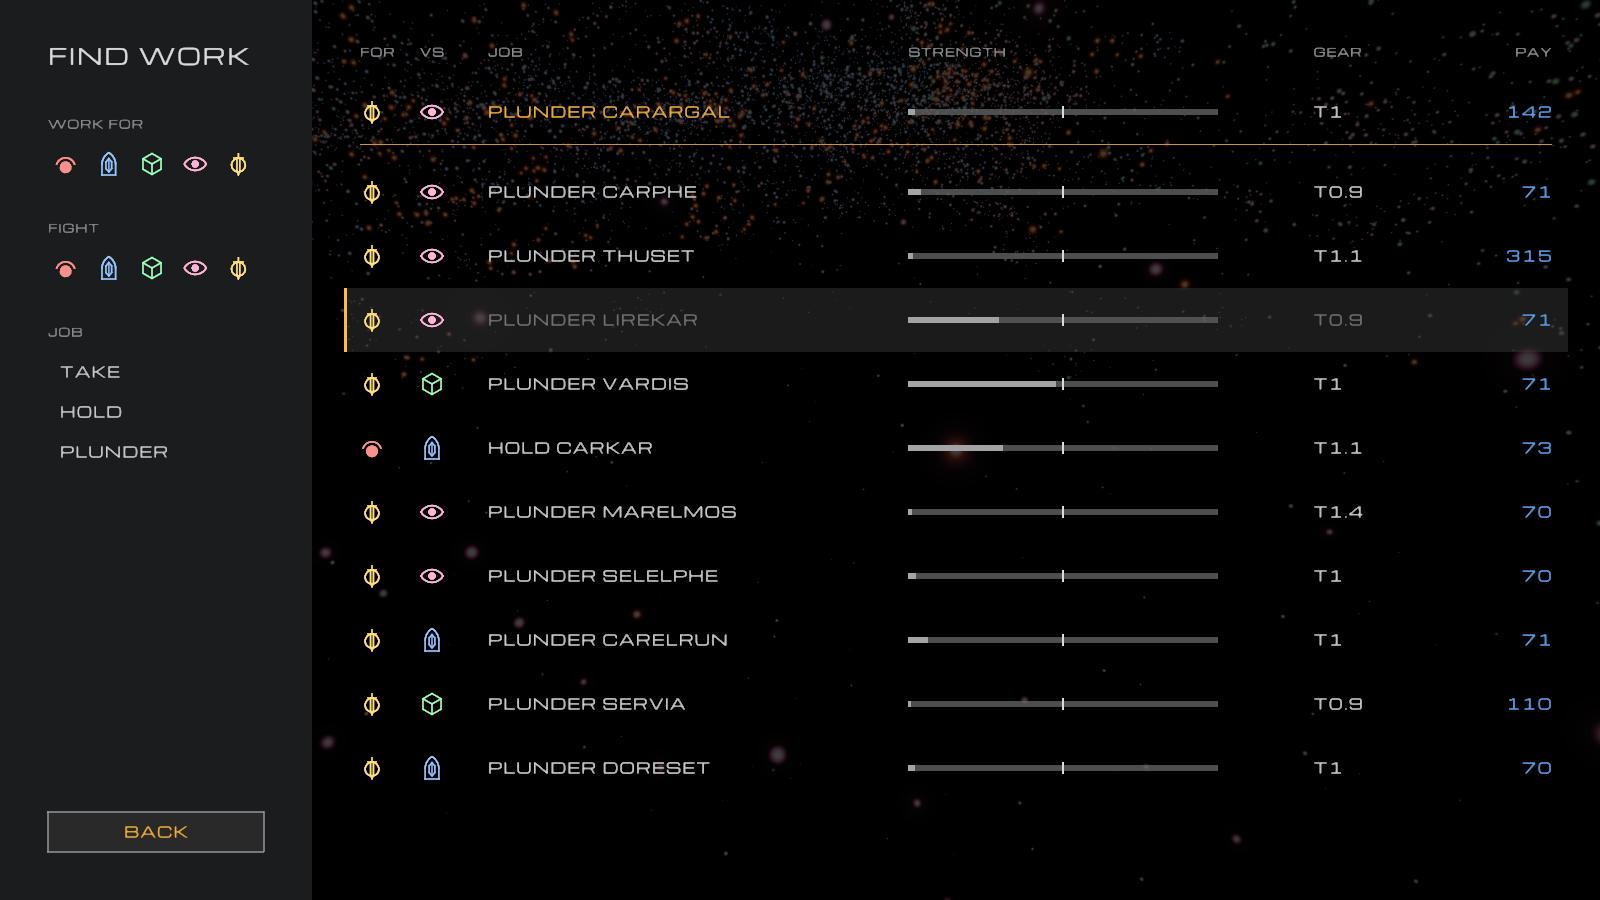 FIND WORK
WORK FOR
FIGHT
JOB
TAKE
HOLD
PLUNDER
BACK
FOR VS JOB STRENGTH GEAR PAY
PLUNDER CARARGAL T1 142
PLUNDER CARPHE T0.9 71
PLUNDER THUSET T1.1 315
PLUNDER LIREKAR T0.9 71
PLUNDER VARDIS T1 71
HOLD CARKAR T1.1 73
PLUNDER MARELMOS T1.4 70
PLUNDER SELELPHE T1 70
PLUNDER CARELRUN T1 71
PLUNDER SERVIA T0.9 110
PLUNDER DORESET T1 70